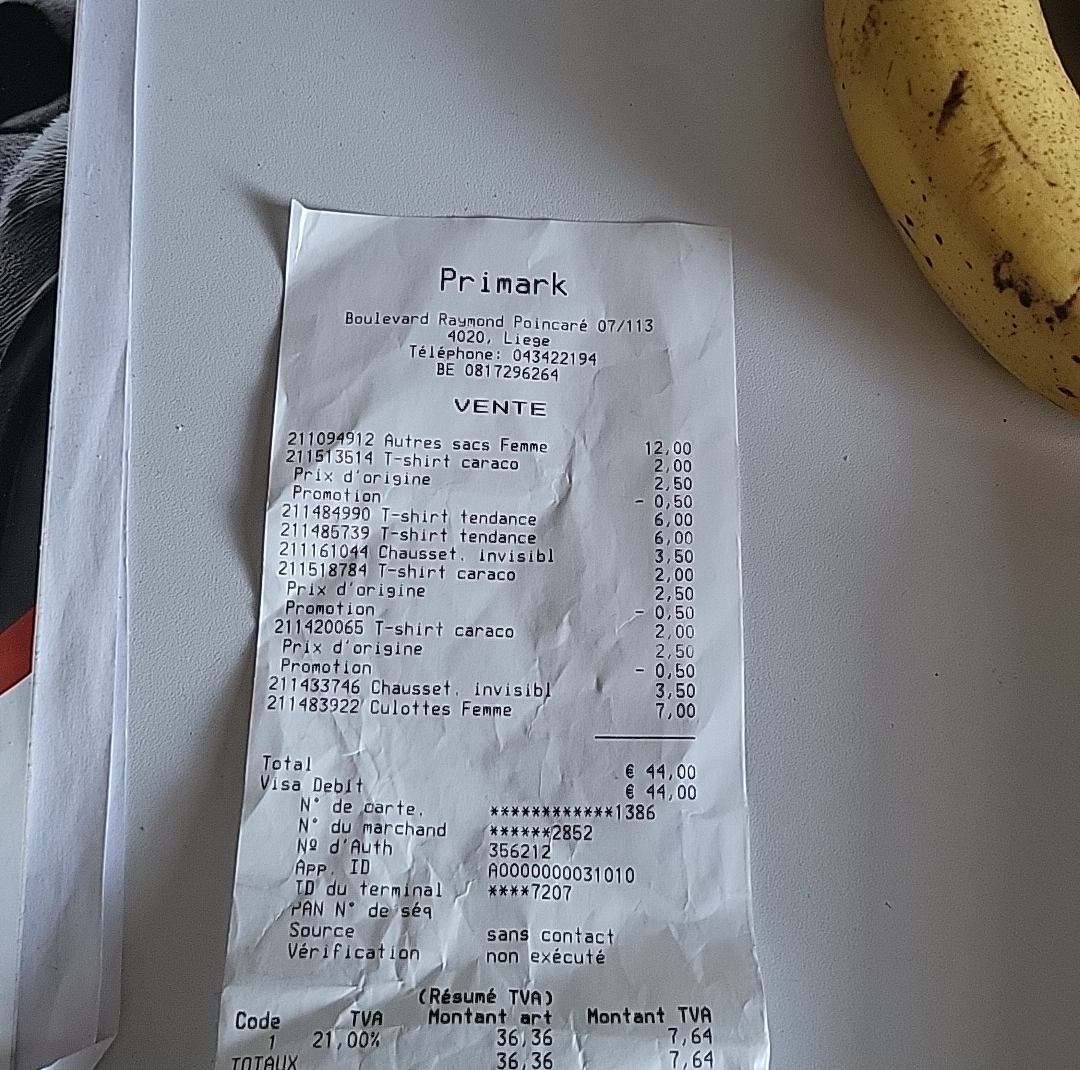 Primark
Boulevard Raymond Poincaré 07/113
4020, Liege
Téléphone: 043422194
BE 0817296264
VENTE
211094912 Autres sacs Femme 12,00
211513514 T-shirt caraco 2,00
Prix d'origine 2,50
Promotion - 0,50
211484990 T-shirt tendance 6,00
211485739 T-shirt tendance 6,00
211161044 Chausset. invisibl 3,50
211518784 T-shirt caraco 2,00
Prix d'origine 2,50
Promotion - 0,50
211420065 T-shirt caraco 2,00
Prix d'origine 2,50
Promotion - 0,50
211433746 Chausset. invisibl 3,50
211483922 Culottes Femme 7,00
Total € 44,00
Visa Debit € 44,00
N° de carte. ************1386
N° du marchand ******2852
Nº d'Auth 356212
App. ID A0000000031010
ID du terminal ****7207
PAN N° de séq
Source sans contact
Vérification non exécuté
(Résumé TVA)
Code TVA Montant art Montant TVA
1 21,00% 36,36 7,64
TOTAUX 36,36 7,64